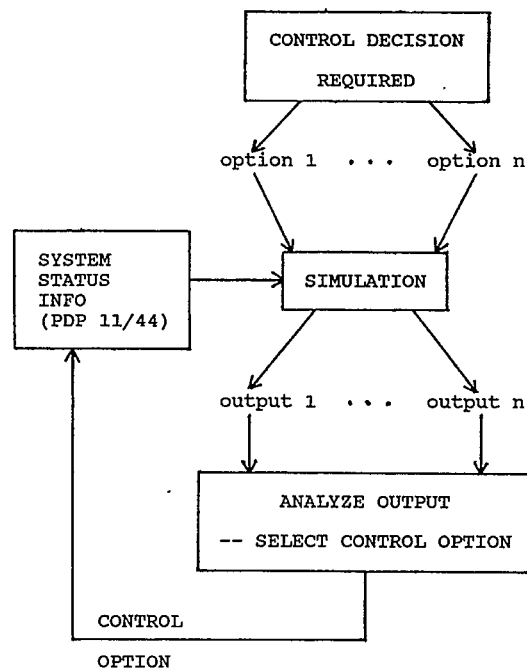 CONTROL DECISION
REQUIRED
option 1 ... option n
SYSTEM
STATUS
INFO
(PDP 11/44)
SIMULATION
output 1 ... output n
ANALYZE OUTPUT
-- SELECT CONTROL OPTION
CONTROL
OPTION